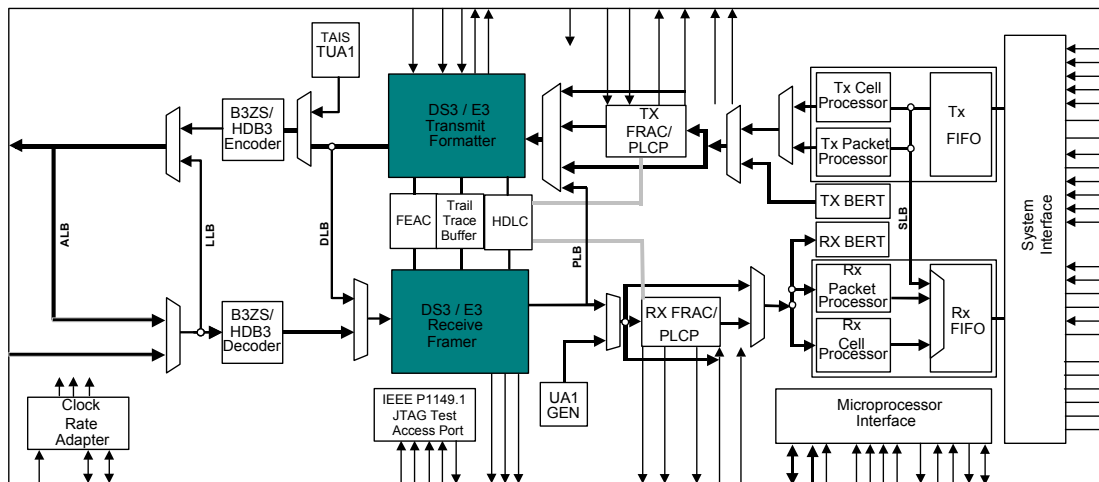 TAIS
TUA1
B3ZS/
HDB3
Encoder
DS3 / E3
Transmit
Formatter
TX
FRAC/
PLCP
Tx Cell
Processor
Tx Packet
Processor
Tx
FIFO
TX BERT
RX BERT
System
Interface
FEAC
Trail
Trace
Buffer
HDLC
ALB
LLB
DLB
PLB
SLB
B3ZS/
HDB3
Decoder
DS3 / E3
Receive
Framer
RX FRAC/
PLCP
Rx
Packet
Processor
Rx
Cell
Processor
Rx
FIFO
UA1
GEN
Clock
Rate
Adapter
IEEE P1149.1
JTAG Test
Access Port
Microprocessor
Interface